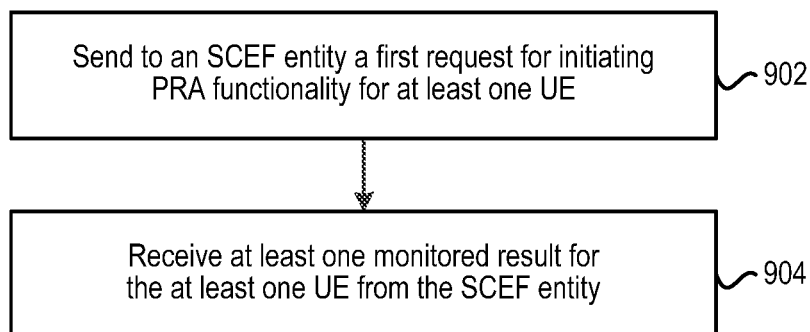 Send to an SCEF entity a first request for initiating
PRA functionality for at least one UE
902
Receive at least one monitored result for
the at least one UE from the SCEF entity
904